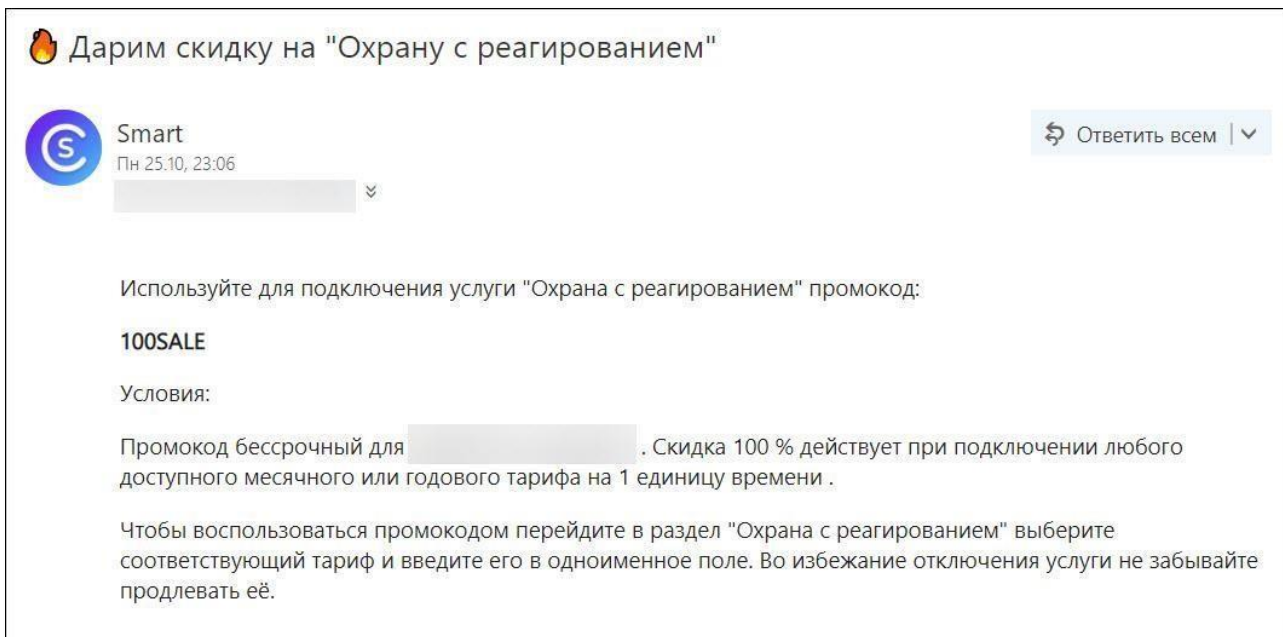 Дарим скидку на "Охрану с реагированием"
Smart
Пн 25.10, 23:06
Ответить всем
Используйте для подключения услуги "Охрана с реагированием" промокод:
100SALE
Условия:
Промокод бессрочный для . Скидка 100 % действует при подключении любого
доступного месячного или годового тарифа на 1 единицу времени .
Чтобы воспользоваться промокодом перейдите в раздел "Охрана с реагированием" выберите
соответствующий тариф и введите его в одноименное поле. Во избежание отключения услуги не забывайте
продлевать её.